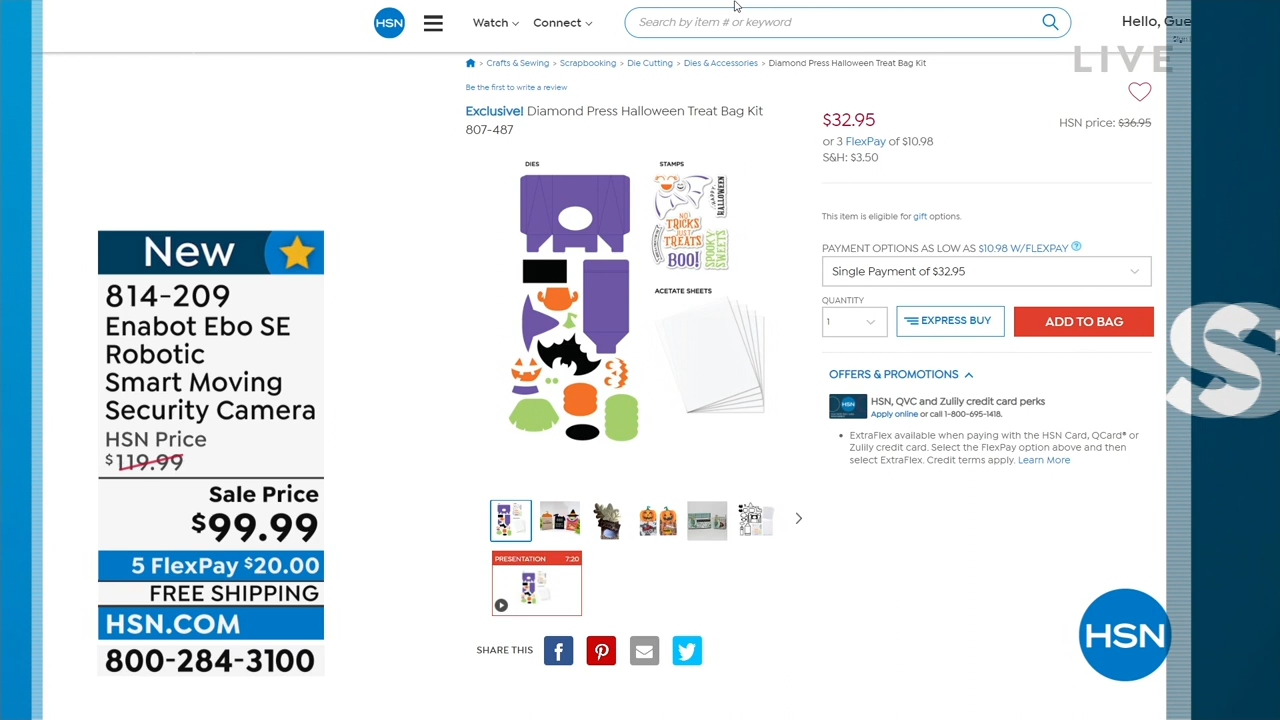 HSN
Watch
Connect
Search by item # or keyword
Hello, Gue
LIVE
> Crafts & Sewing > Scrapbooking > Die Cutting > Dies & Accessories > Diamond Press Halloween Treat Bag Kit
Be the first to write a review
Exclusive! Diamond Press Halloween Treat Bag Kit
807-487
$32.95
HSN price: $36.95
or 3 FlexPay of $10.98
S&H: $3.50
DIES
STAMPS
HAPPY HALLOWEEN
NO TRICKS JUST TREATS
BOO!
SPOOKY SWEETS
ACETATE SHEETS
This item is eligible for gift options.
PAYMENT OPTIONS AS LOW AS $10.98 W/FLEXPAY ?
Single Payment of $32.95
QUANTITY
1
EXPRESS BUY
ADD TO BAG
OFFERS & PROMOTIONS
HSN
HSN, QVC and Zulily credit card perks
Apply online or call 1-800-695-1418.
• ExtraFlex available when paying with the HSN Card, QCard® or
Zulily credit card. Select the FlexPay option above and then
select ExtraFlex. Credit terms apply. Learn More
PRESENTATION 7:20
SHARE THIS
New
814-209
Enabot Ebo SE
Robotic
Smart Moving
Security Camera
HSN Price
$119.99
Sale Price
$99.99
5 FlexPay $20.00
FREE SHIPPING
HSN.COM
800-284-3100
HSN
S